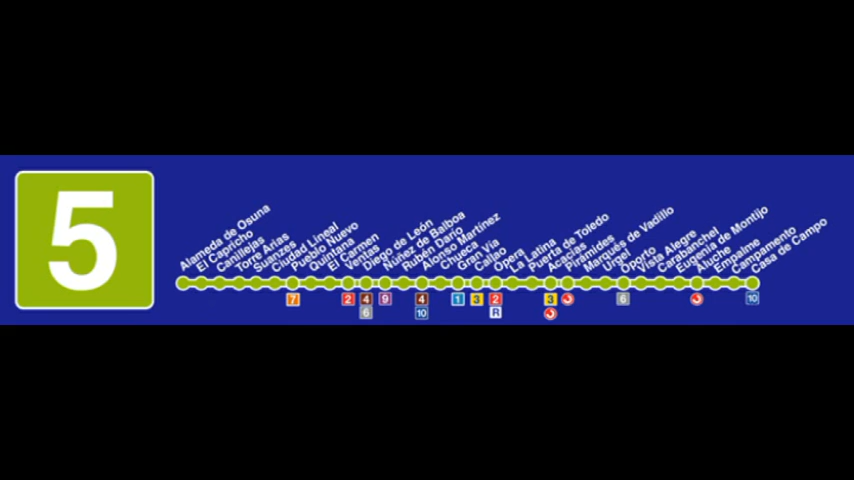 5
Alameda de Osuna
El Capricho
Canillejas
Torre Arias
Suanzes
Ciudad Lineal
Pueblo Nuevo
Quintana
El Carmen
Ventas
Diego de León
Núñez de Balboa
Rubén Darío
Alonso Martínez
Chueca
Gran Vía
Callao
Ópera
La Latina
Puerta de Toledo
Acacias
Pirámides
Marqués de Vadillo
Urgel
Oporto
Vista Alegre
Carabanchel
Eugenia de Montijo
Aluche
Empalme
Campamento
Casa de Campo
7 2 4 9 4 1 3 2 3 6 10
6 10 R